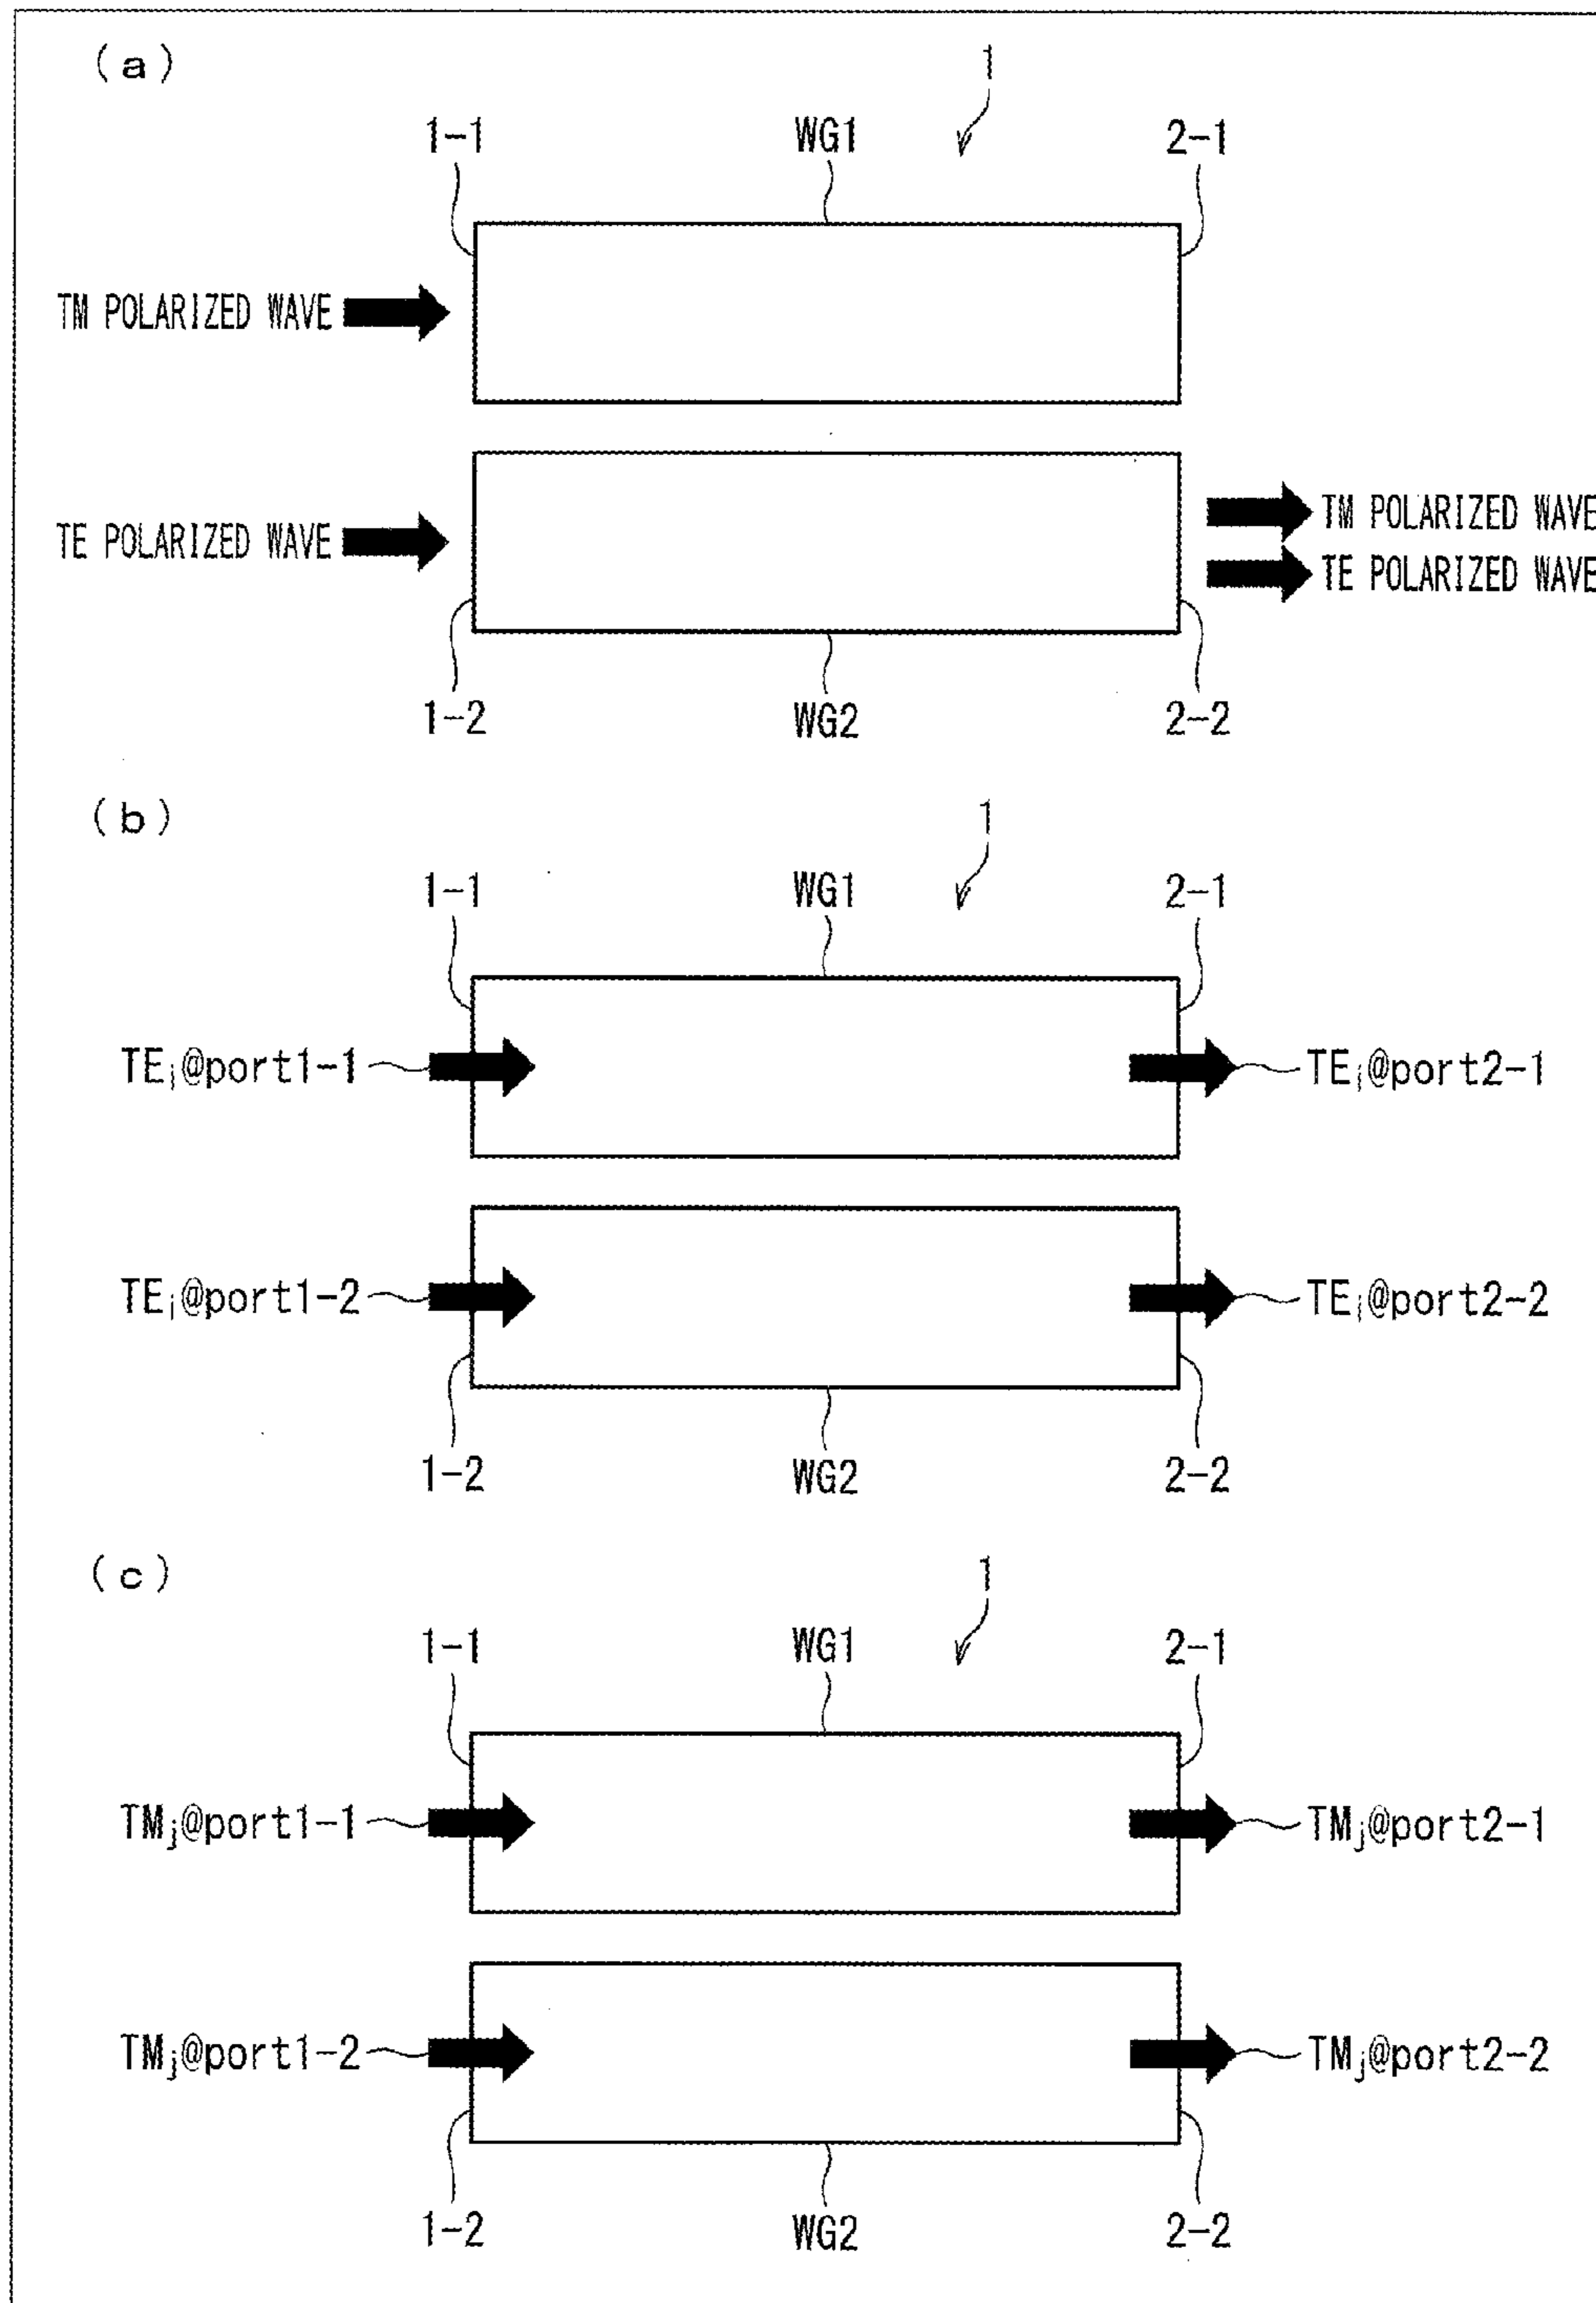 (a)
1
1-1 WG1 2-1
TM POLARIZED WAVE
TE POLARIZED WAVE
TM POLARIZED WAVE
TE POLARIZED WAVE
1-2 WG2 2-2
(b)
1
1-1 WG1 2-1
TEi@port1-1 TEi@port2-1
TEi@port1-2 TEi@port2-2
1-2 WG2 2-2
(c)
1
1-1 WG1 2-1
TMj@port1-1 TMj@port2-1
TMj@port1-2 TMj@port2-2
1-2 WG2 2-2